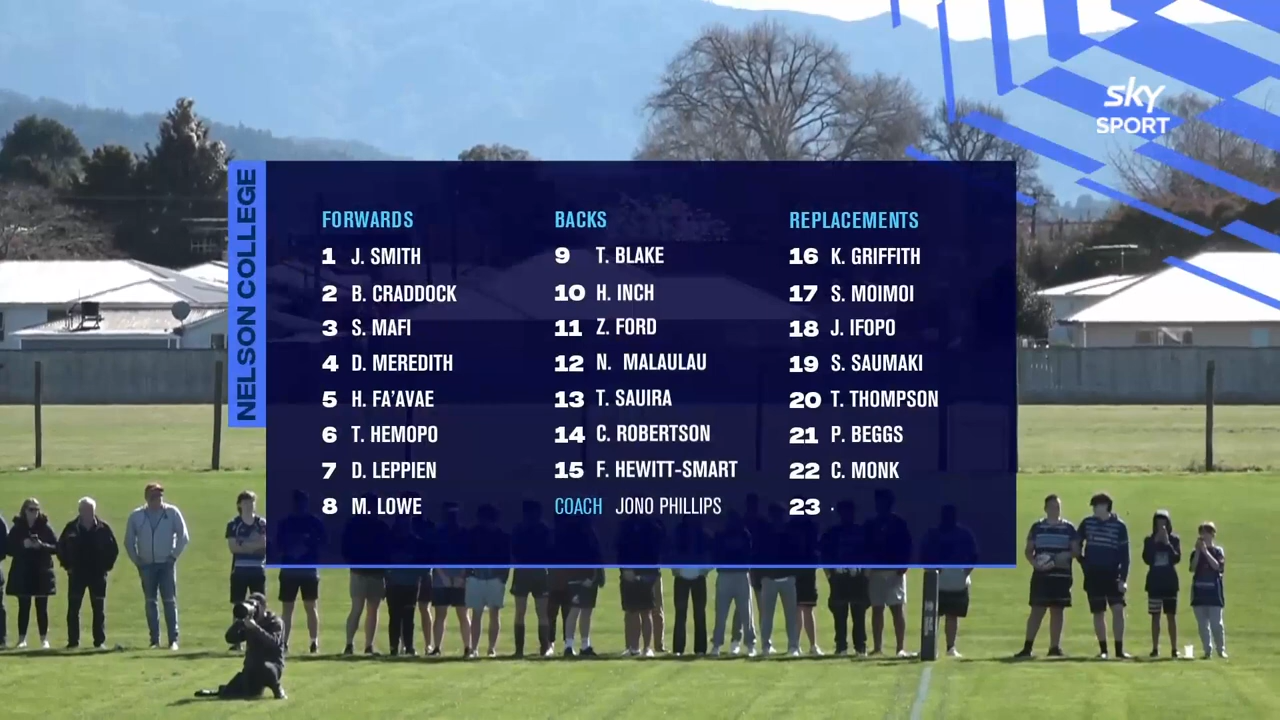 sky
SPORT
NELSON COLLEGE
FORWARDS
1 J. SMITH
2 B. CRADDOCK
3 S. MAFI
4 D. MEREDITH
5 H. FA'AVAE
6 T. HEMOPO
7 D. LEPPIEN
8 M. LOWE
BACKS
9 T. BLAKE
10 H. INCH
11 Z. FORD
12 N. MALAULAU
13 T. SAUIRA
14 C. ROBERTSON
15 F. HEWITT-SMART
COACH JONO PHILLIPS
REPLACEMENTS
16 K. GRIFFITH
17 S. MOIMOI
18 J. IFOPO
19 S. SAUMAKI
20 T. THOMPSON
21 P. BEGGS
22 C. MONK
23 .